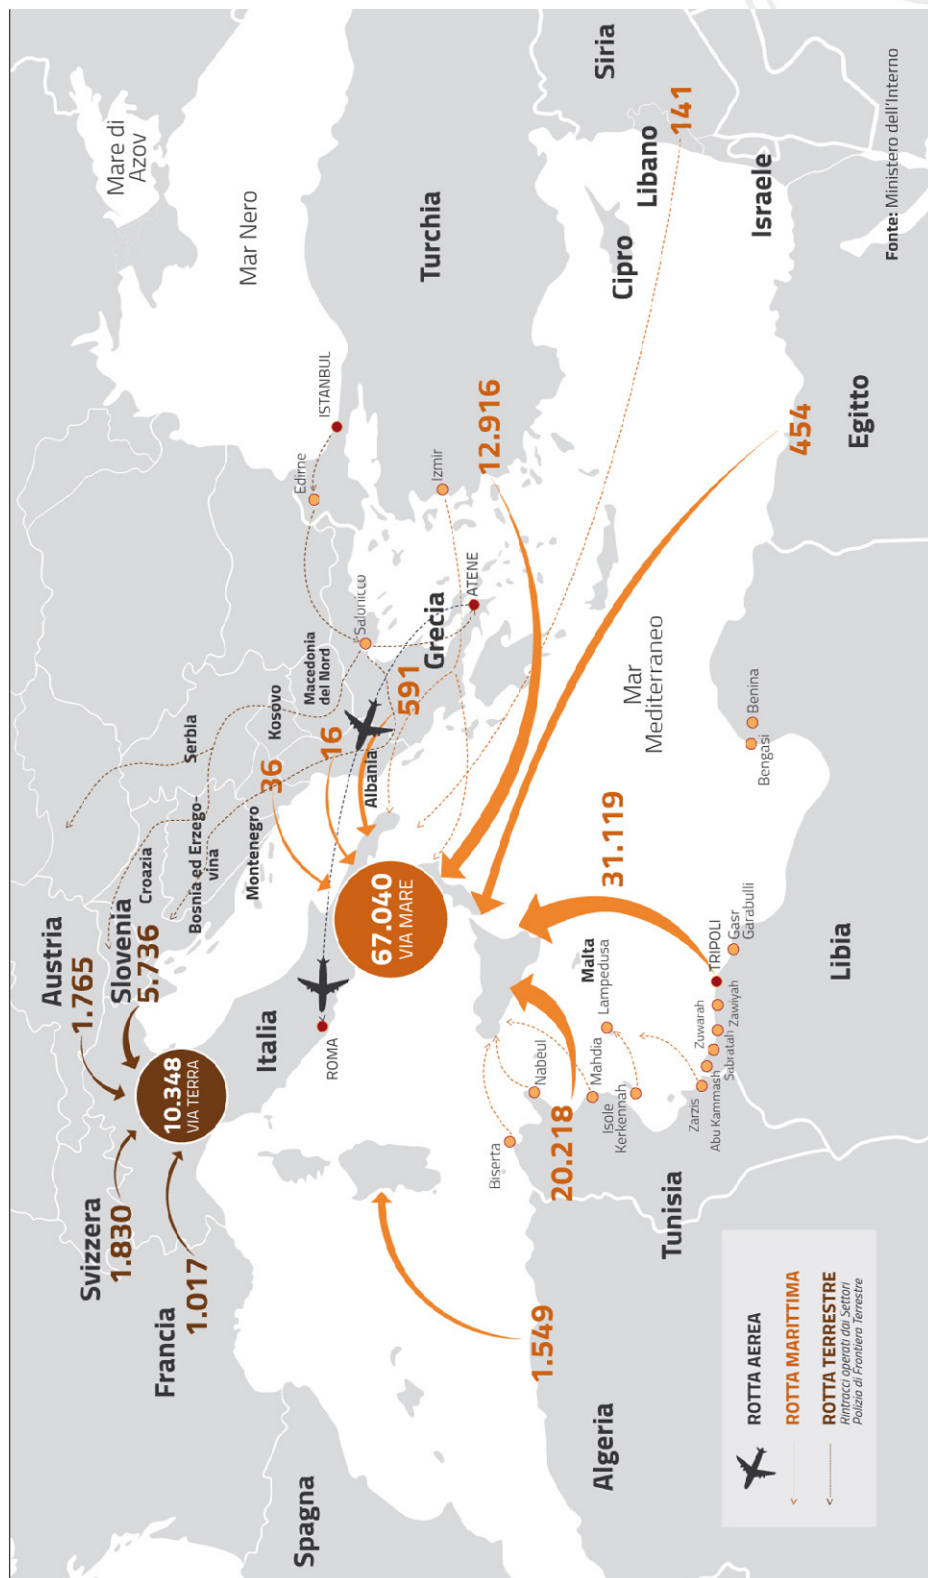 Mare di
Azov
Mar Nero
Siria
Turchia
Cipro
Libano
141
Israele
Fonte: Ministero dell'Interno
Egitto
454
ISTANBUL
Edirne
Izmir
12.916
Salonicco
ATENE
Grecia
Macedonia
del Nord
Kosovo
Serbia
591
16
36
Albania
Montenegro
Bosnia ed Erzego-
vina
Croazia
Austria
1.765
Slovenia
5.736
10.348
VIA TERRA
Svizzera
1.830
Francia
1.017
Italia
ROMA
67.040
VIA MARE
Mar
Mediterraneo
Benina
Bengasi
31.119
Malta
Lampedusa
TRIPOLI
Gasr
Garabulli
Libia
Zuwarah
Zawiyah
Sabratah
Abu Kammash
Zarzis
Mahdia
Isole
Kerkennah
Nabèul
Biserta
20.218
Tunisia
1.549
Algeria
Spagna
ROTTA AEREA
ROTTA MARITTIMA
ROTTA TERRESTRE
Rintracci operati dai Settori
Polizia di Frontiera Terrestre